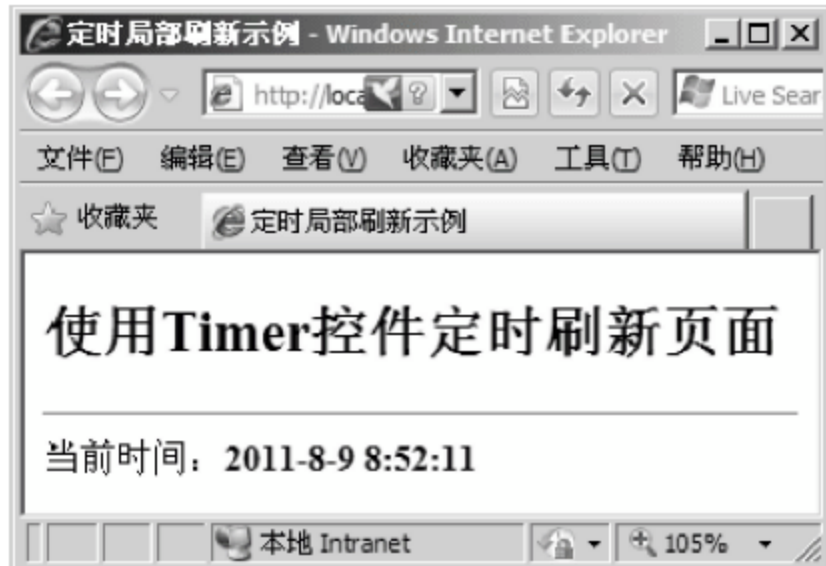 定时局部刷新示例 - Windows Internet Explorer
http://loca
Live Sear
文件(F) 编辑(E) 查看(V) 收藏夹(A) 工具(T) 帮助(H)
收藏夹 定时局部刷新示例
使用Timer控件定时刷新页面
当前时间：2011-8-9 8:52:11
本地 Intranet 105%